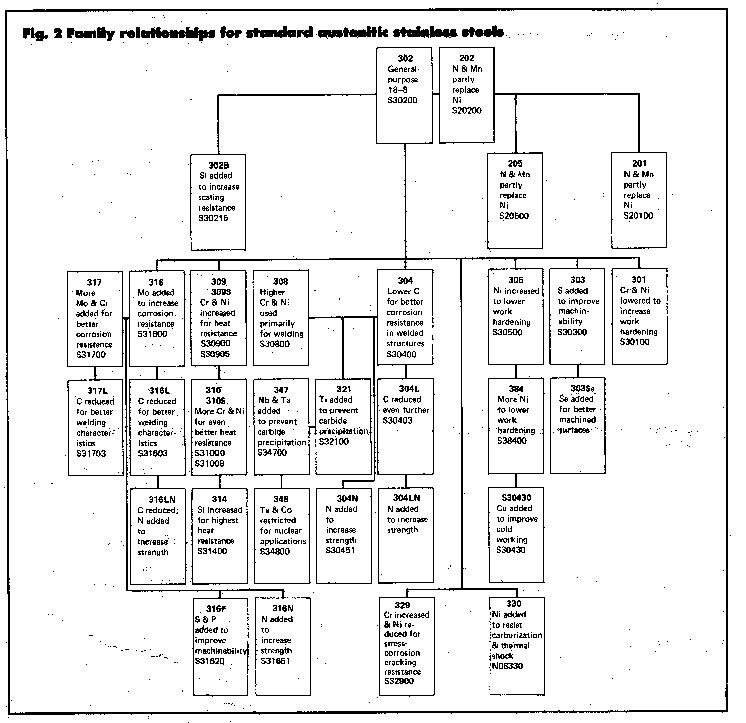 Fig. 2 Family relationships for standard austenitic stainless steels
302
General-
purpose
18-8
S30200
202
N & Mn
partly
replace
Ni
S20200
302B
Si added
to increase
scaling
resistance
S30215
205
N & Mn
partly
replace
Ni
S20500
201
N & Mn
partly
replace
Ni
S20100
317
More
Mo & Cr
added for
better
corrosion
resistance
S31700
316
Mo added
to increase
corrosion
resistance
S31600
309
309S
Cr & Ni
increased
for heat
resistance
S30900
S30908
308
Higher
Cr & Ni
used
primarily
for welding
S30800
304
Lower C
for better
corrosion
resistance
in welded
structures
S30400
305
Ni increased
to lower
work
hardening
S30500
303
S added
to improve
machin-
ability
S30300
301
Cr & Ni
lowered to
increase
work
hardening
S30100
317L
C reduced
for better
welding
character-
istics
S31703
316L
C reduced
for better
welding
character-
istics
S31603
310
310S
More Cr & Ni
for even
better heat
resistance
S31000
S31008
347
Nb & Ta
added
to prevent
carbide
precipitation
S34700
321
Ti added
to prevent
carbide
precipitation
S32100
304L
C reduced
even further
S30403
384
More Ni
to lower
work
hardening
S38400
303Se
Se added
for better
machined
surfaces
316LN
C reduced;
N added
to
increase
strength
314
Si increased
for highest
heat
resistance
S31400
348
Ta & Co
restricted
for nuclear
applications
S34800
304N
N added
to
increase
strength
S30451
304LN
N added
to increase
strength
S30430
Cu added
to improve
cold
working
S30430
316F
S & P
added to
improve
machinability
S31620
316N
N added
to
increase
strength
S31651
329
Cr increased
& Ni re-
duced for
stress-
corrosion
cracking
resistance
S32900
330
Ni added
to resist
carburization
& thermal
shock
N08330